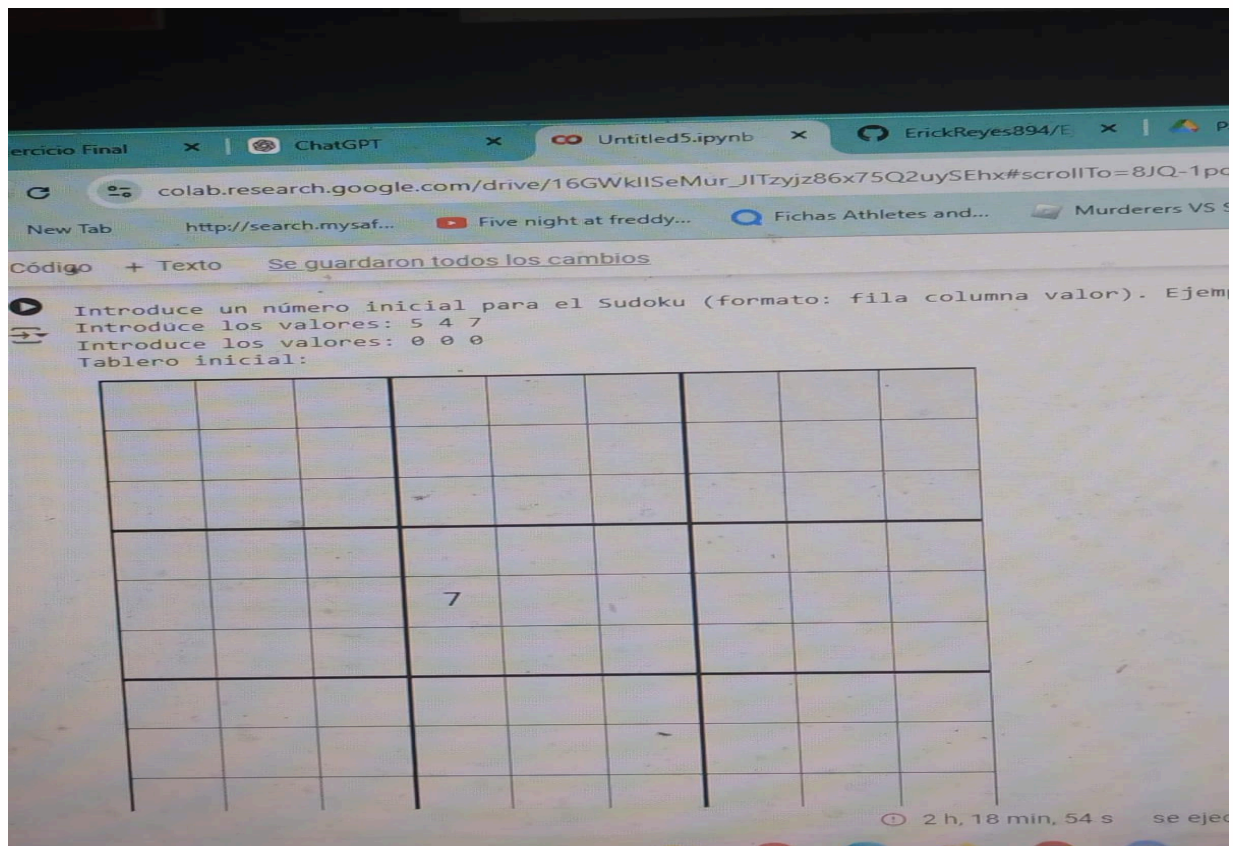 ercicio Final
ChatGPT
Untitled5.ipynb
ErickReyes894/E
P
colab.research.google.com/drive/16GWkIISeMur_JITzyjz86x75Q2uySEhx#scrollTo=8JQ-1pc
New Tab
http://search.mysaf...
Five night at freddy...
Fichas Athletes and...
Murderers VS S
Código + Texto Se guardaron todos los cambios
Introduce un número inicial para el Sudoku (formato: fila columna valor). Ejem
Introduce los valores: 5 4 7
Introduce los valores: 0 0 0
Tablero inicial:
7
2 h, 18 min, 54 s se eje